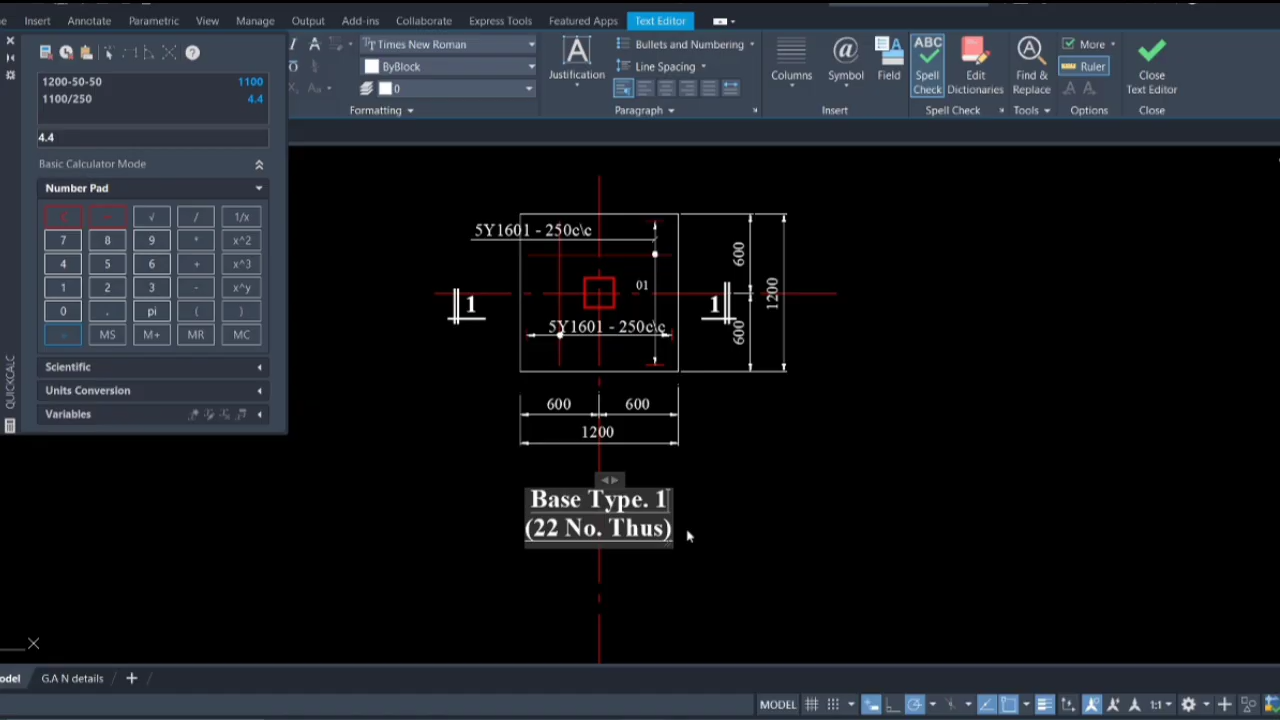 Insert Annotate Parametric View Manage Output Add-ins Collaborate Express Tools Featured Apps Text Editor
Times New Roman
ByBlock
0
Formatting
A
Justification
Bullets and Numbering
Line Spacing
Paragraph
Columns
@
Symbol
Field
Insert
ABC
Spell
Check
Edit
Dictionaries
Spell Check
Find &
Replace
Tools
More
Ruler
Options
Close
Text Editor
Close
1200-50-50 1100
1100/250 4.4
4.4
Basic Calculator Mode
Number Pad
C √ / 1/x
7 8 9 * x^2
4 5 6 + x^3
1 2 3 - x^y
0 . pi ( )
= MS M+ MR MC
Scientific
Units Conversion
Variables
QUICKCALC
5Y1601 - 250c\c
01
1 1
5Y1601 - 250c\c
600
1200
600
600 600
1200
Base Type. 1
(22 No. Thus)
G.A N details +
MODEL 1:1